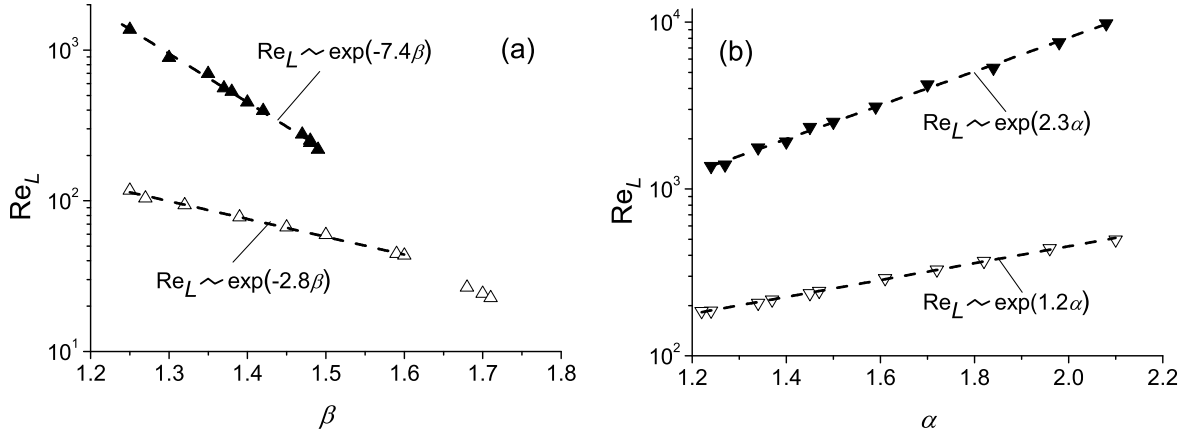 (a)
Re_L ~ exp(-7.4β)
Re_L ~ exp(-2.8β)
Re_L
10^3
10^2
10^1
1.2 1.3 1.4 1.5 1.6 1.7 1.8
β
(b)
Re_L ~ exp(2.3α)
Re_L ~ exp(1.2α)
Re_L
10^4
10^3
10^2
1.2 1.4 1.6 1.8 2.0 2.2
α